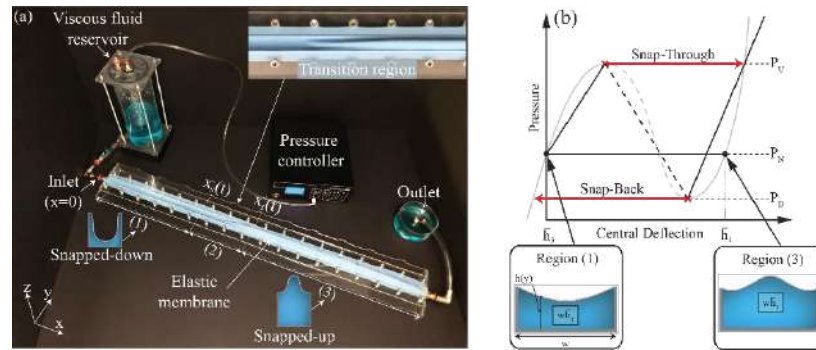 (a)
Viscous fluid
reservoir
Transition region
Pressure
controller
Inlet
(x=0)
Outlet
(1)
(2)
(3)
Snapped-down
Elastic
membrane
Snapped-up
z
y
x
(b)
Pressure
Snap-Through
Snap-Back
P_U
P_N
P_D
Central Deflection
Region (1)
h(y)
w
Region (3)